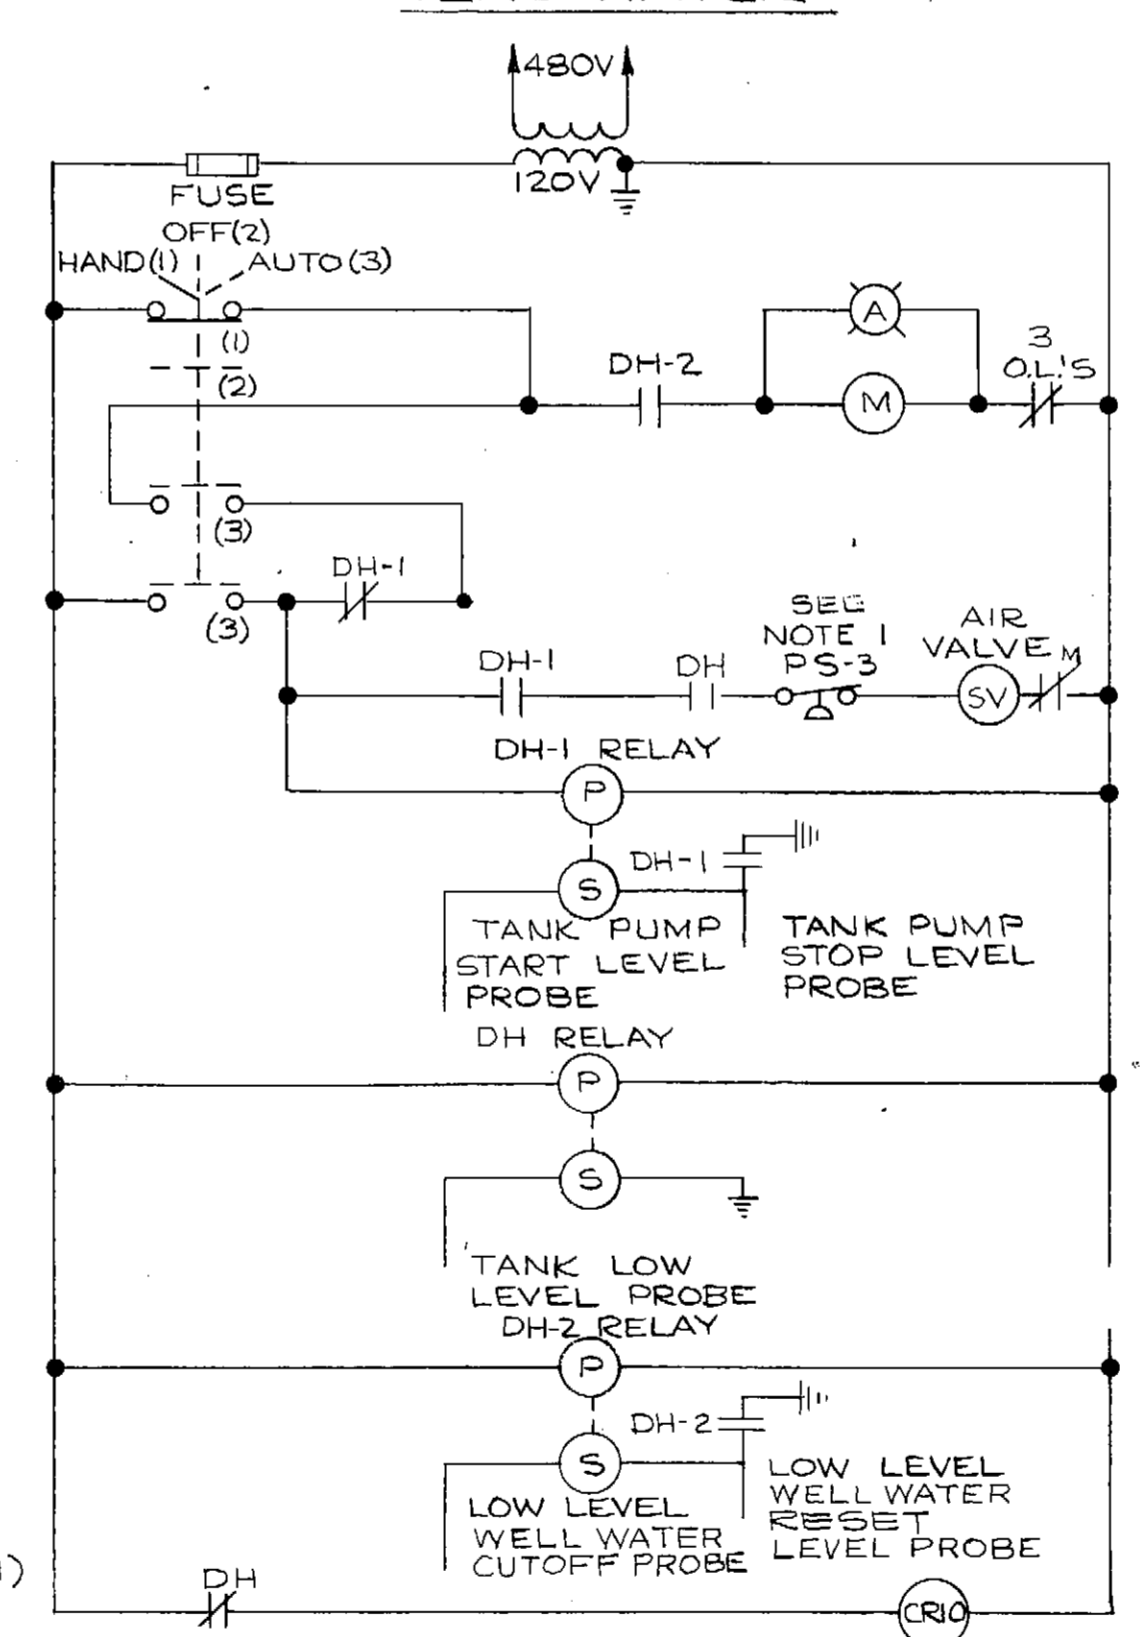 480V
120V
FUSE
OFF(2)
HAND(1) AUTO(3)
(1)
(2)
DH-2
A
M
3
O.L.'S
(3)
DH-1
(3)
SEE
NOTE 1
PS-3
AIR
VALVE
M
DH-1
DH
SV
DH-1 RELAY
P
DH-1
S
TANK PUMP
START LEVEL
PROBE
TANK PUMP
STOP LEVEL
PROBE
DH RELAY
P
S
TANK LOW
LEVEL PROBE
DH-2 RELAY
P
DH-2
S
LOW LEVEL
WELL WATER
CUTOFF PROBE
LOW LEVEL
WELL WATER
RESET
LEVEL PROBE
DH
CR10